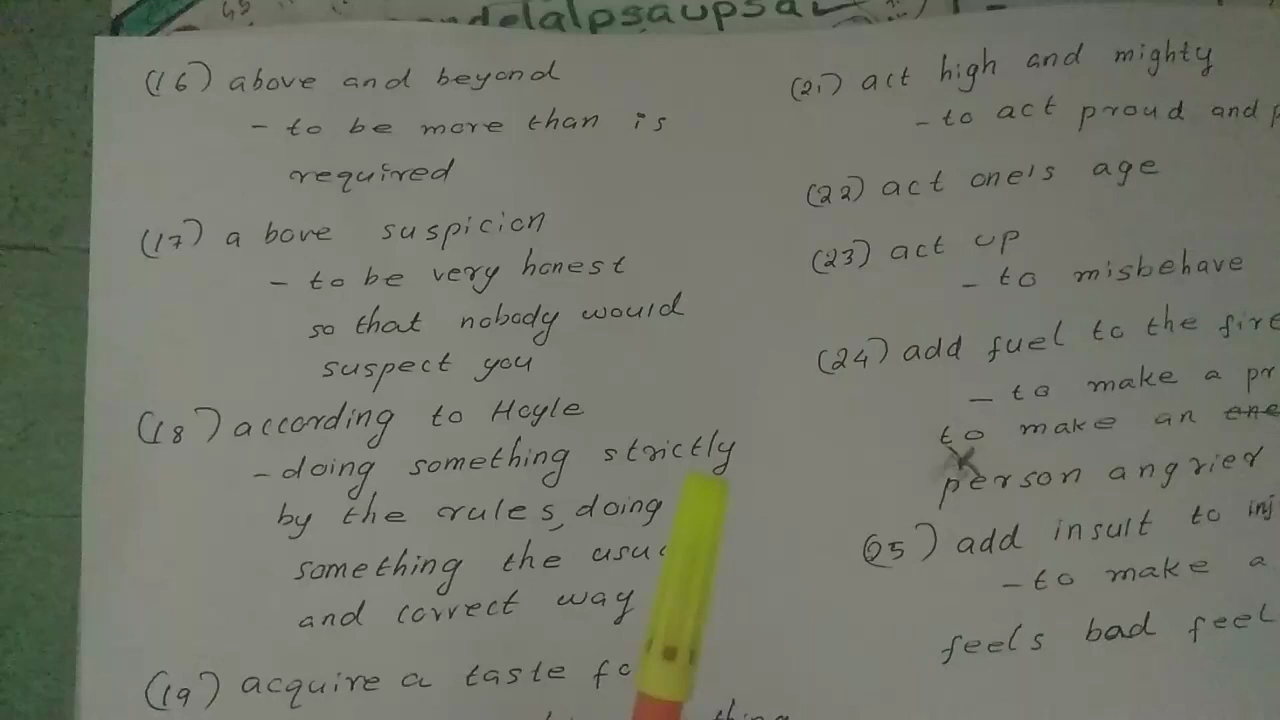 (16) above and beyond
- to be more than is
required
(17) a bove suspicion
- to be very honest
so that nobody would
suspect you
(18) according to Hoyle
- doing something strictly
by the rules, doing
something the
and correct way
(19) acquire a taste
(21) act high and mighty
- to act proud and
(22) act one's age
(23) act up
- to misbehave
(24) add fuel to the fire
- to make a
to make an
person angrier
(25) add insult to
- to make a
feels bad feel